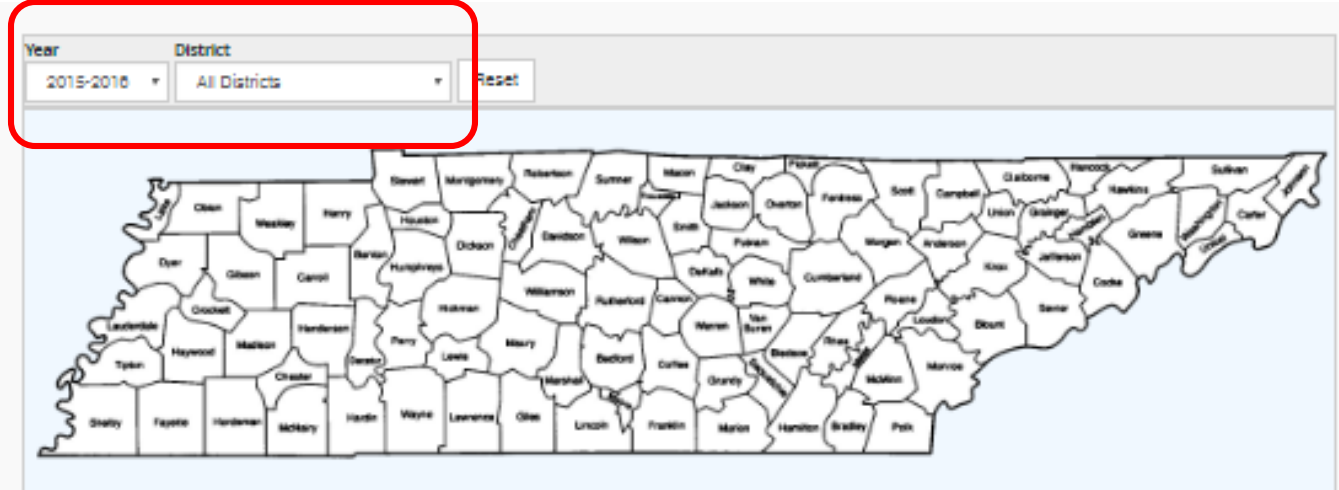 Year District
2015-2016 All Districts Reset
Stewart Montgomery Robertson Sumner Macon Clay Pickett Hancock Sullivan Johnson
Lake Obion Weakley Henry Houston Cheatham Jackson Overton Fentress Scott Campbell Claiborne Union Grainger Hawkins Washington Carter
Dickson Davidson Wilson Smith Putnam Morgan Anderson Greene
Dyer Gibson Carroll Benton Humphreys DeKalb White Cumberland Knox Jefferson Cocke
Crockett Hickman Williamson Rutherford Cannon Roane Loudon Blount Sevier
Lauderdale Haywood Madison Henderson Perry Lewis Maury Bedford Coffee Warren Van Buren Bledsoe Rhea Monroe
Tipton Chester Decatur Marshall Grundy McMinn
Shelby Fayette Hardeman McNairy Hardin Wayne Lawrence Giles Lincoln Franklin Marion Hamilton Bradley Polk